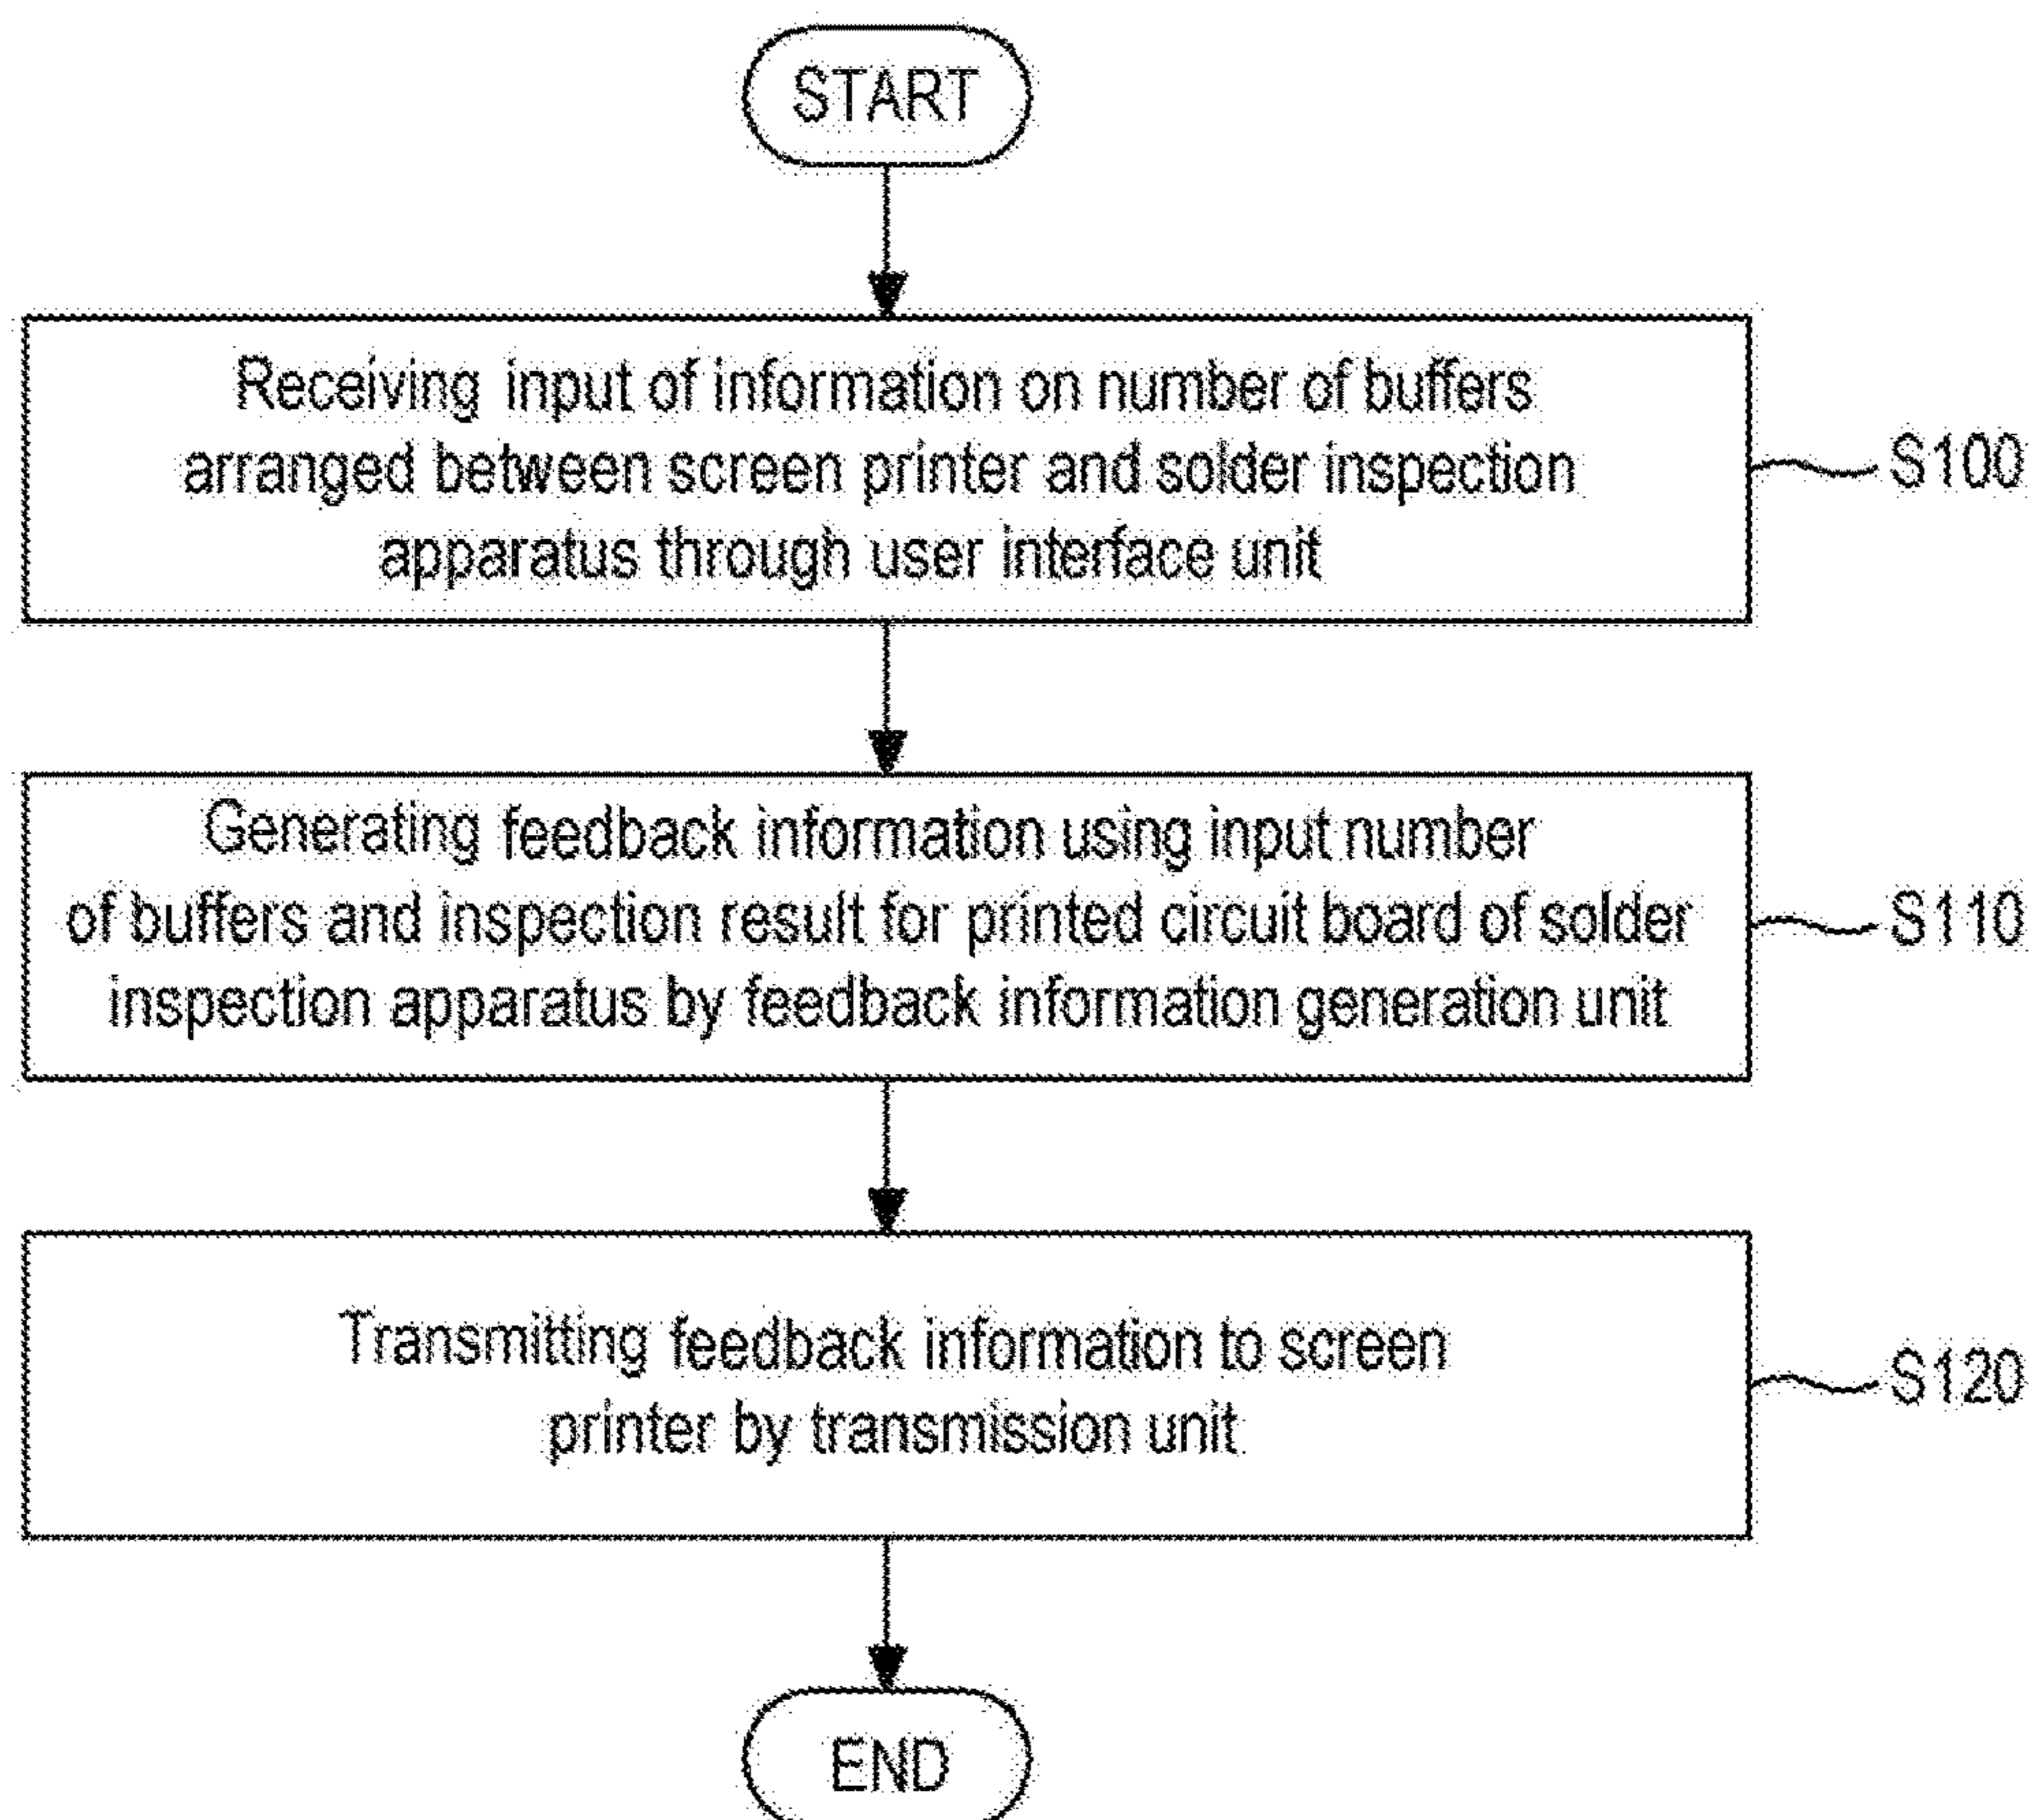 START
Receiving input of information on number of buffers
arranged between screen printer and solder inspection
apparatus through user interface unit
S100
Generating feedback information using input number
of buffers and inspection result for printed circuit board of solder
inspection apparatus by feedback information generation unit
S110
Transmitting feedback information to screen
printer by transmission unit
S120
END